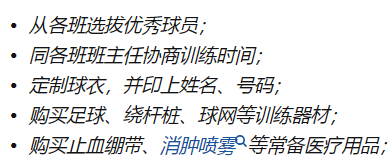 • 从各班选拔优秀球员；
• 同各班班主任协商训练时间；
• 定制球衣，并印上姓名、号码；
• 购买足球、绕杆桩、球网等训练器材；
• 购买止血绷带、消肿喷雾等常备医疗用品；